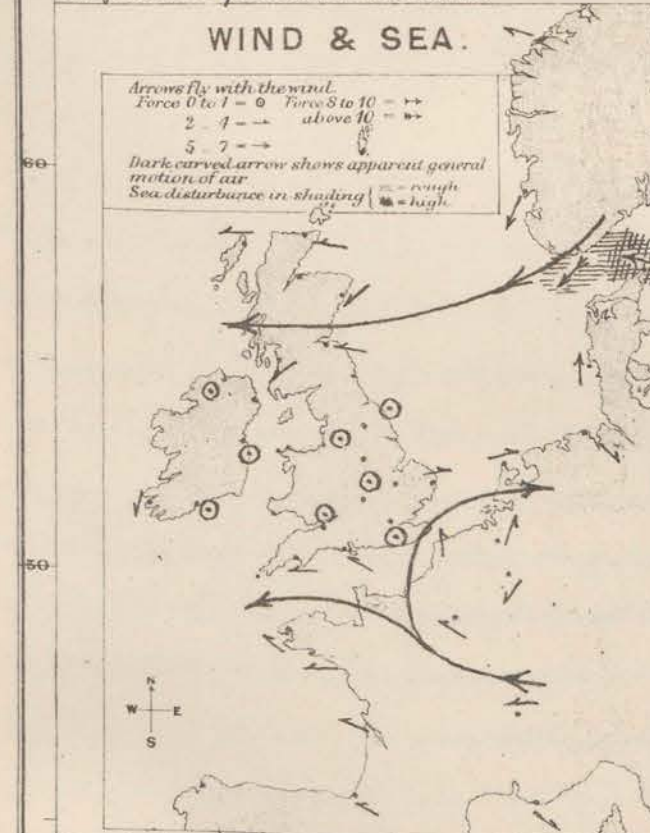 WIND & SEA.
Arrows fly with the wind.
Force 0 to 1 = ⊙ Force 8 to 10 =
2 _ 4 = above 10 =
5 _ 7 =
Dark curved arrow shows apparent general
motion of air
Sea disturbance in shading { = rough
= high
60
50
N
W E
S